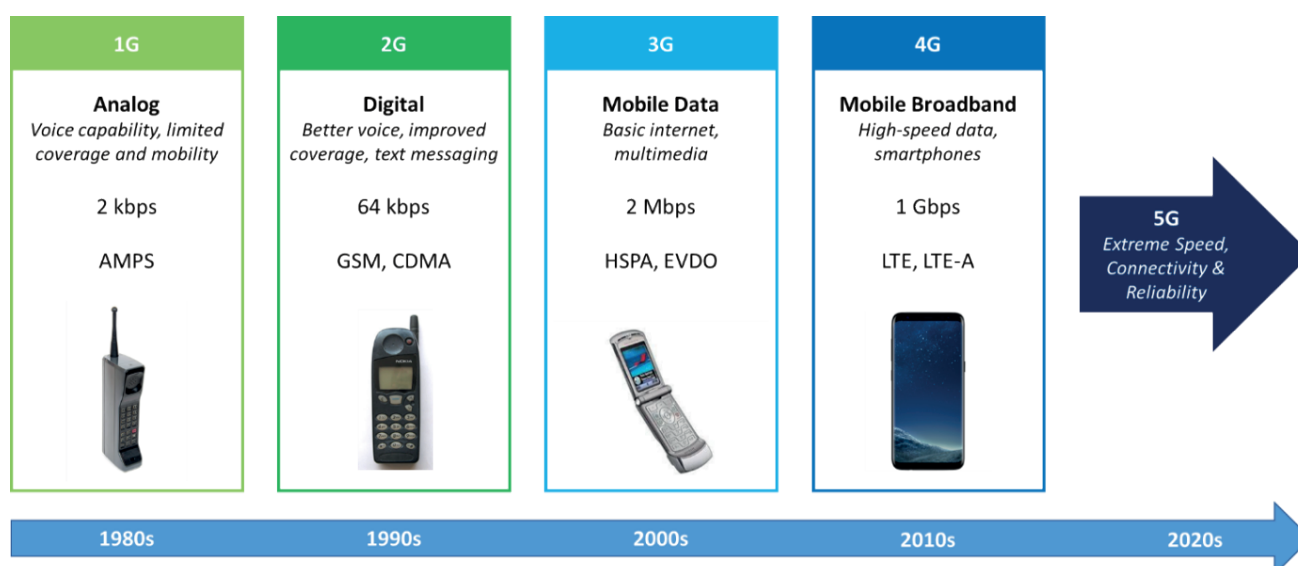 1G
Analog
Voice capability, limited
coverage and mobility
2 kbps
AMPS
2G
Digital
Better voice, improved
coverage, text messaging
64 kbps
GSM, CDMA
NOKIA
3G
Mobile Data
Basic internet,
multimedia
2 Mbps
HSPA, EVDO
4G
Mobile Broadband
High-speed data,
smartphones
1 Gbps
LTE, LTE-A
5G
Extreme Speed,
Connectivity &
Reliability
1980s
1990s
2000s
2010s
2020s